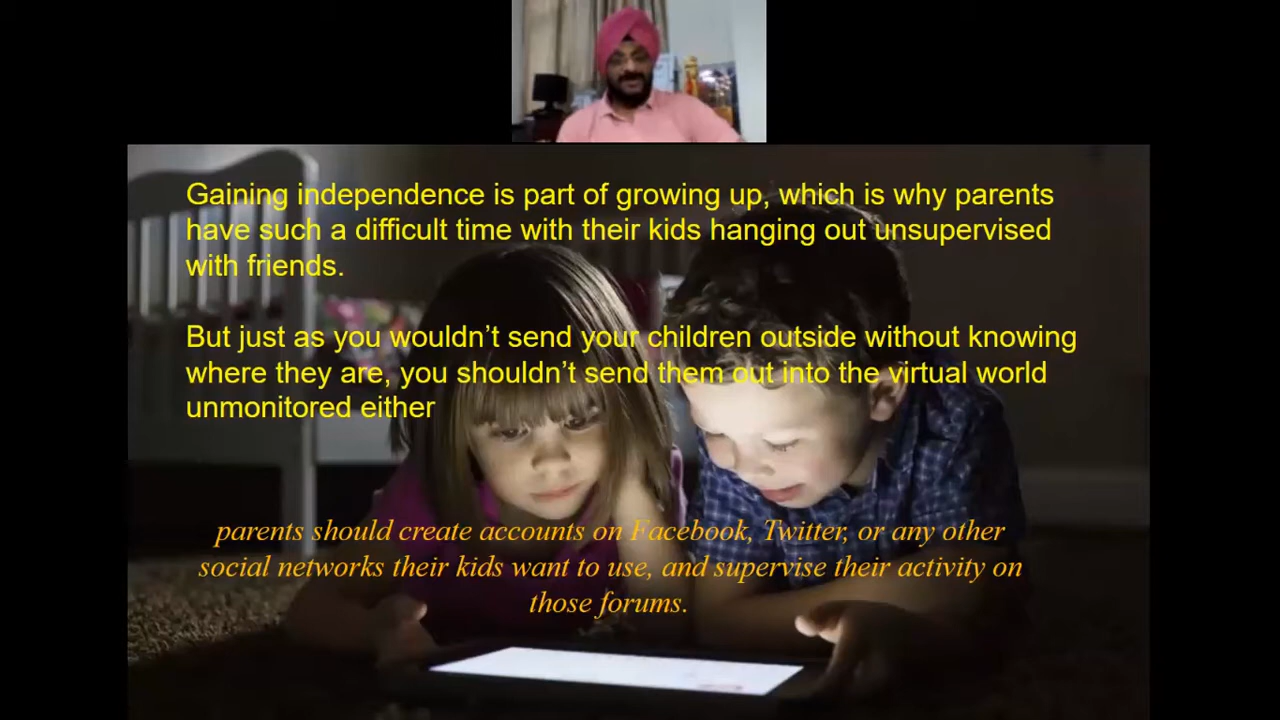 Gaining independence is part of growing up, which is why parents
have such a difficult time with their kids hanging out unsupervised
with friends.
But just as you wouldn’t send your children outside without knowing
where they are, you shouldn’t send them out into the virtual world
unmonitored either
parents should create accounts on Facebook, Twitter, or any other
social networks their kids want to use, and supervise their activity on
those forums.